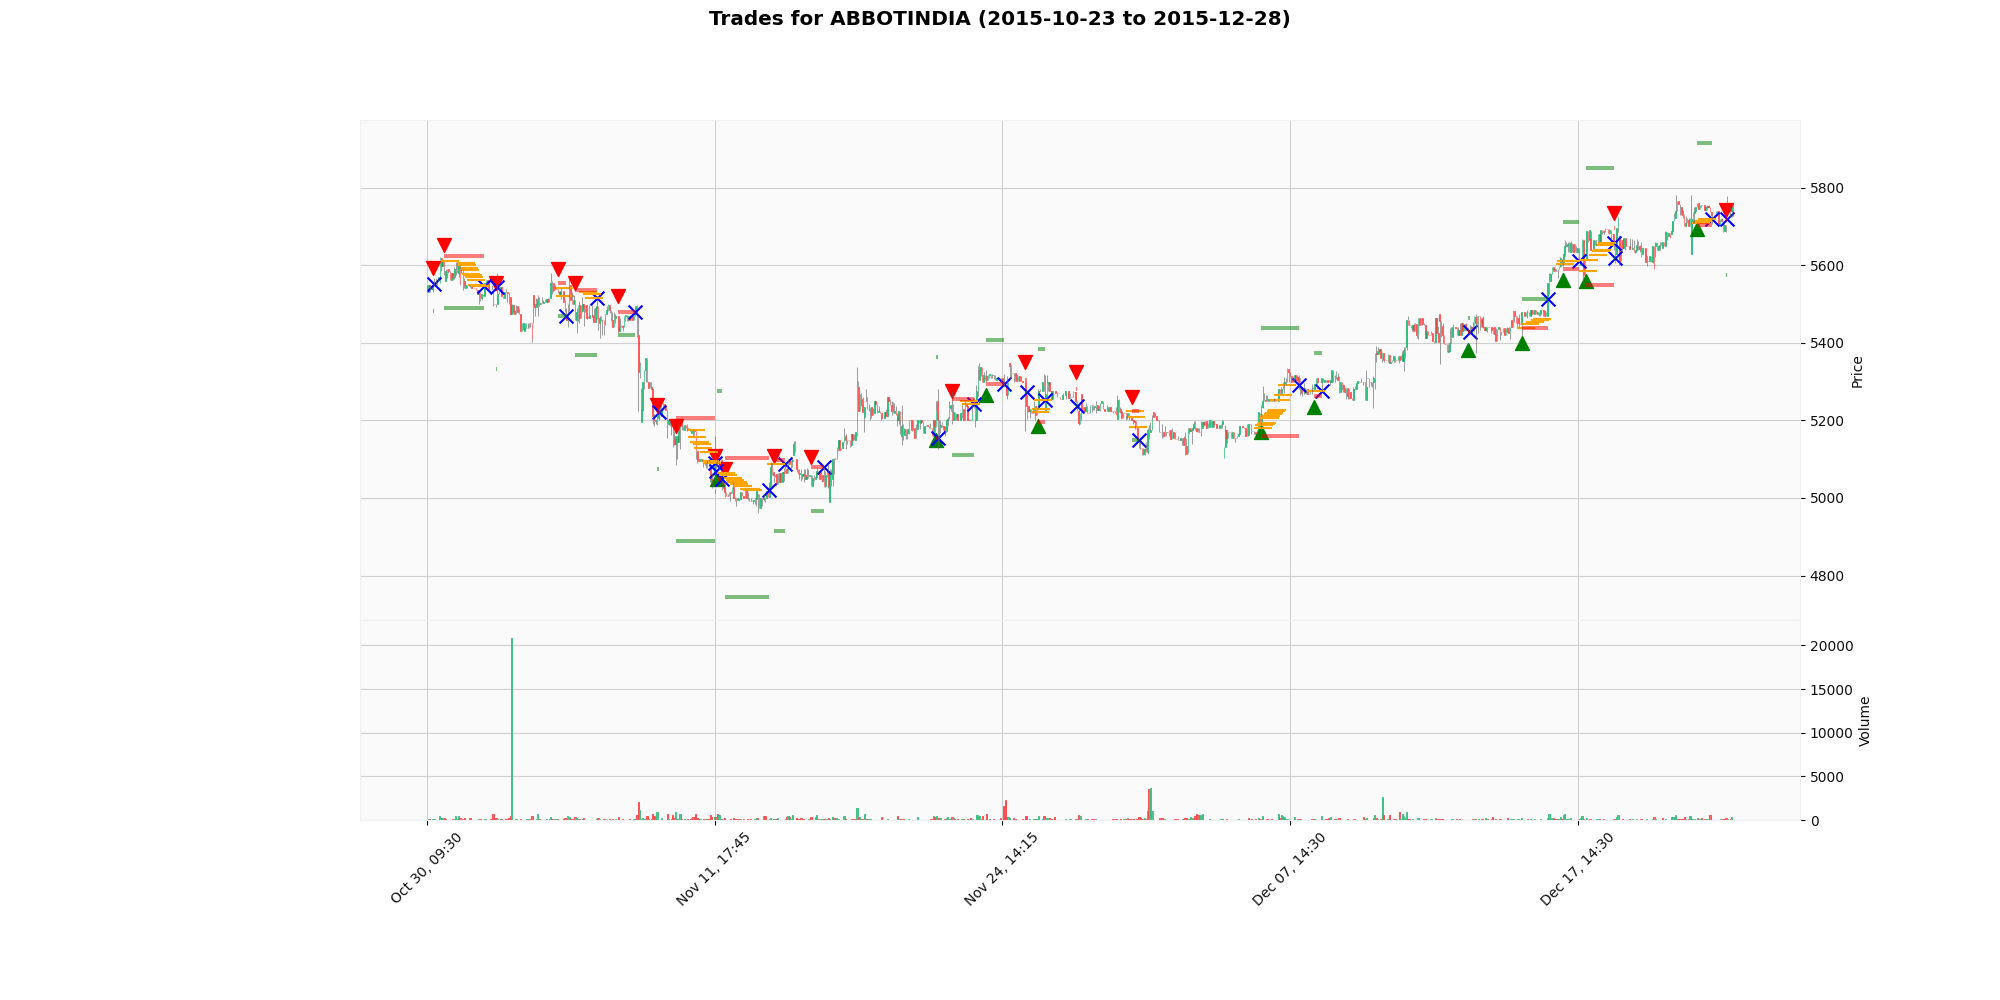 Trades for ABBOTINDIA (2015-10-23 to 2015-12-28)
5800
5600
5400
5200
5000
4800
Price
20000
15000
10000
5000
0
Volume
Oct 30, 09:30
Nov 11, 17:45
Nov 24, 14:15
Dec 07, 14:30
Dec 17, 14:30